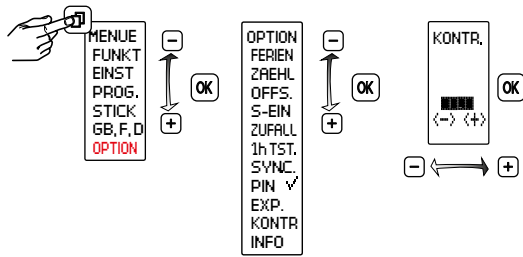 MENUE
FUNKT
EINST
PROG.
STICK
GB,F,D
OPTION
OK
OPTION
FERIEN
ZAEHL
OFFS.
S-EIN
ZUFALL
1h TST.
SYNC.
PIN ✓
EXP.
KONTR
INFO
OK
KONTR.
<-> <+>
OK